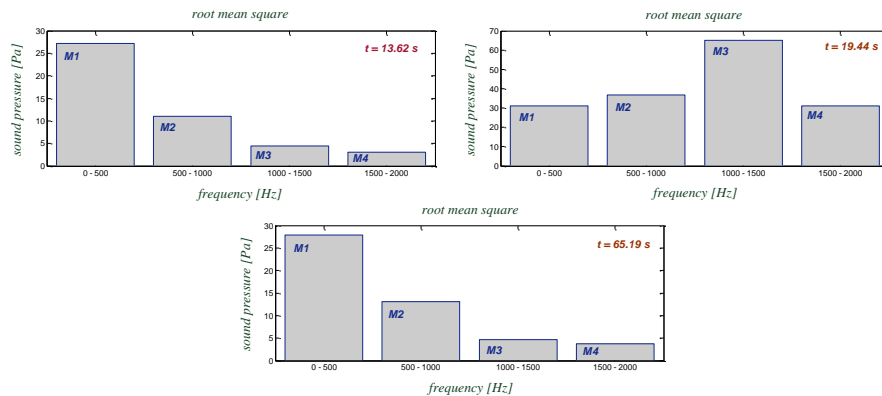 root mean square
sound pressure [Pa]
30
25
20
15
10
5
0
M1
M2
M3
M4
t = 13.62 s
0 - 500
500 - 1000
1000 - 1500
1500 - 2000
frequency [Hz]
root mean square
sound pressure [Pa]
70
60
50
40
30
20
10
0
M1
M2
M3
M4
t = 19.44 s
0 - 500
500 - 1000
1000 - 1500
1500 - 2000
frequency [Hz]
root mean square
sound pressure [Pa]
30
25
20
15
10
5
0
M1
M2
M3
M4
t = 65.19 s
0 - 500
500 - 1000
1000 - 1500
1500 - 2000
frequency [Hz]